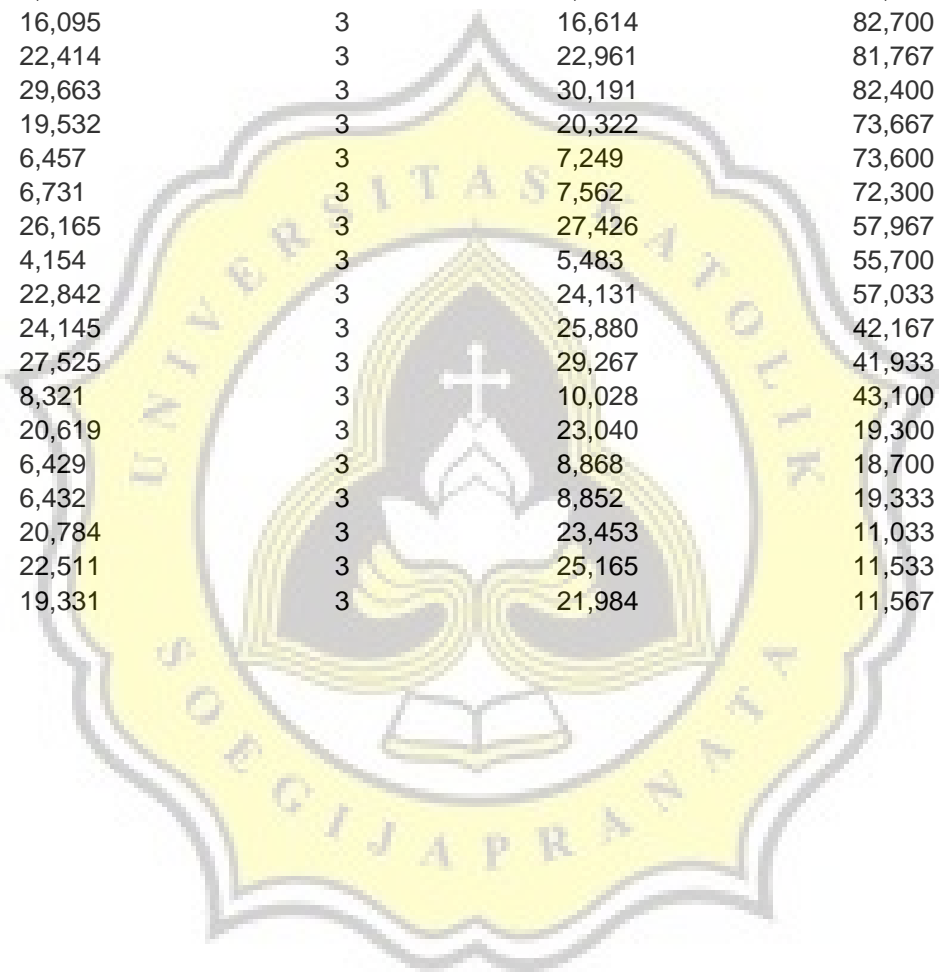 16,095 3 16,614 82,700
22,414 3 22,961 81,767
29,663 3 30,191 82,400
19,532 3 20,322 73,667
6,457 3 7,249 73,600
6,731 3 7,562 72,300
26,165 3 27,426 57,967
4,154 3 5,483 55,700
22,842 3 24,131 57,033
24,145 3 25,880 42,167
27,525 3 29,267 41,933
8,321 3 10,028 43,100
20,619 3 23,040 19,300
6,429 3 8,868 18,700
6,432 3 8,852 19,333
20,784 3 23,453 11,033
22,511 3 25,165 11,533
19,331 3 21,984 11,567
UNIVERSITAS KATOLIK
SOEGIJAPRANATA